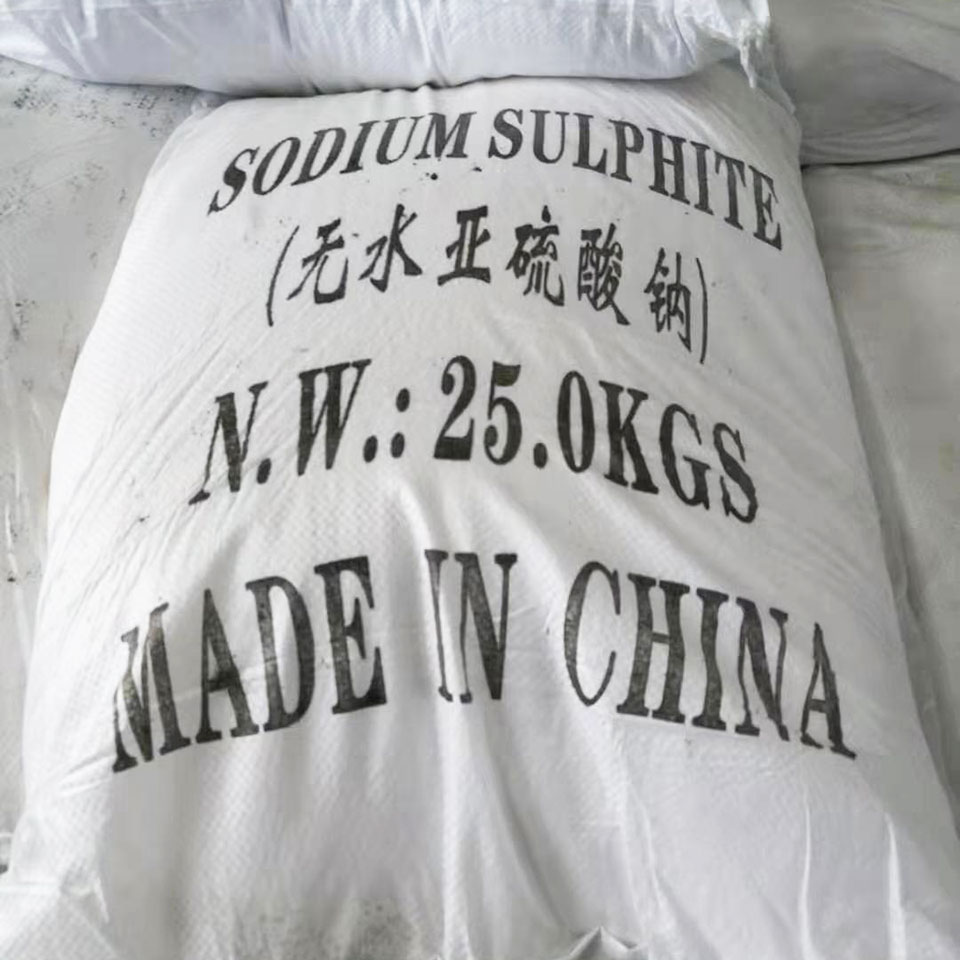 SODIUM SULPHITE
(无水亚硫酸钠)
N.W.: 25.0KGS
MADE IN CHINA